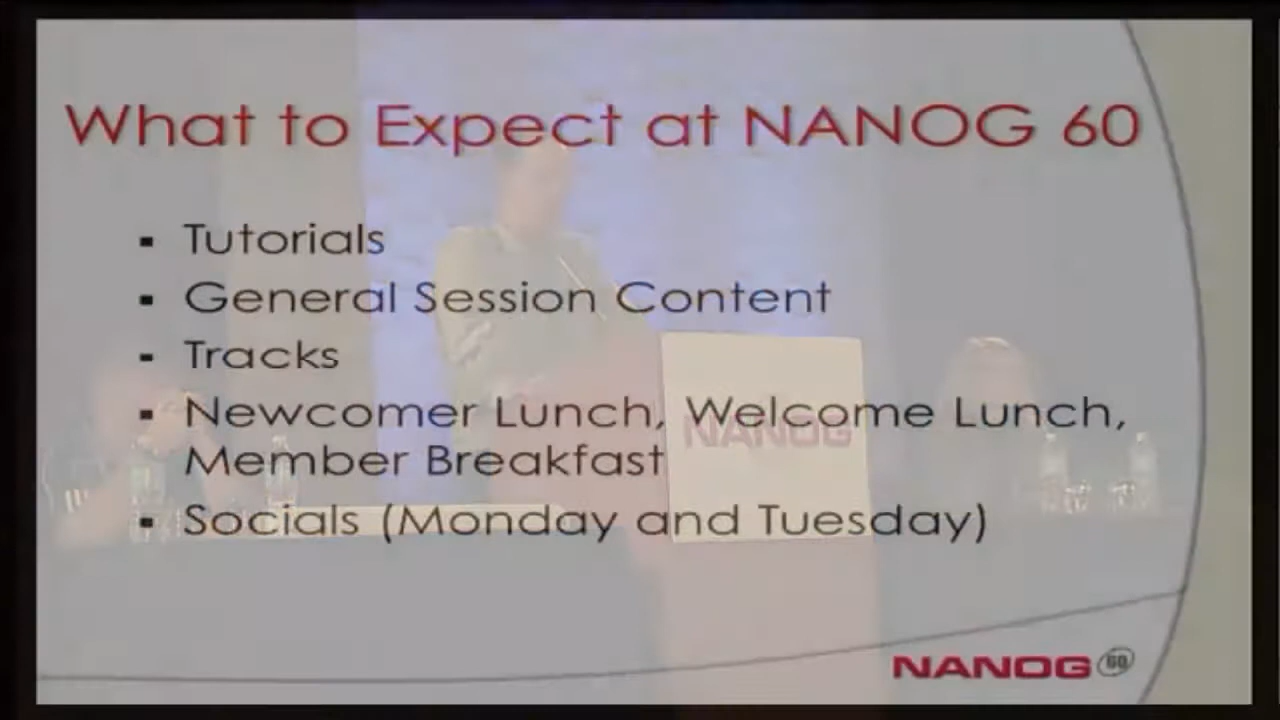 What to Expect at NANOG 60
▪ Tutorials
▪ General Session Content
▪ Tracks
▪ Newcomer Lunch, Welcome Lunch,
Member Breakfast
▪ Socials (Monday and Tuesday)
NANOG
NANOG 60